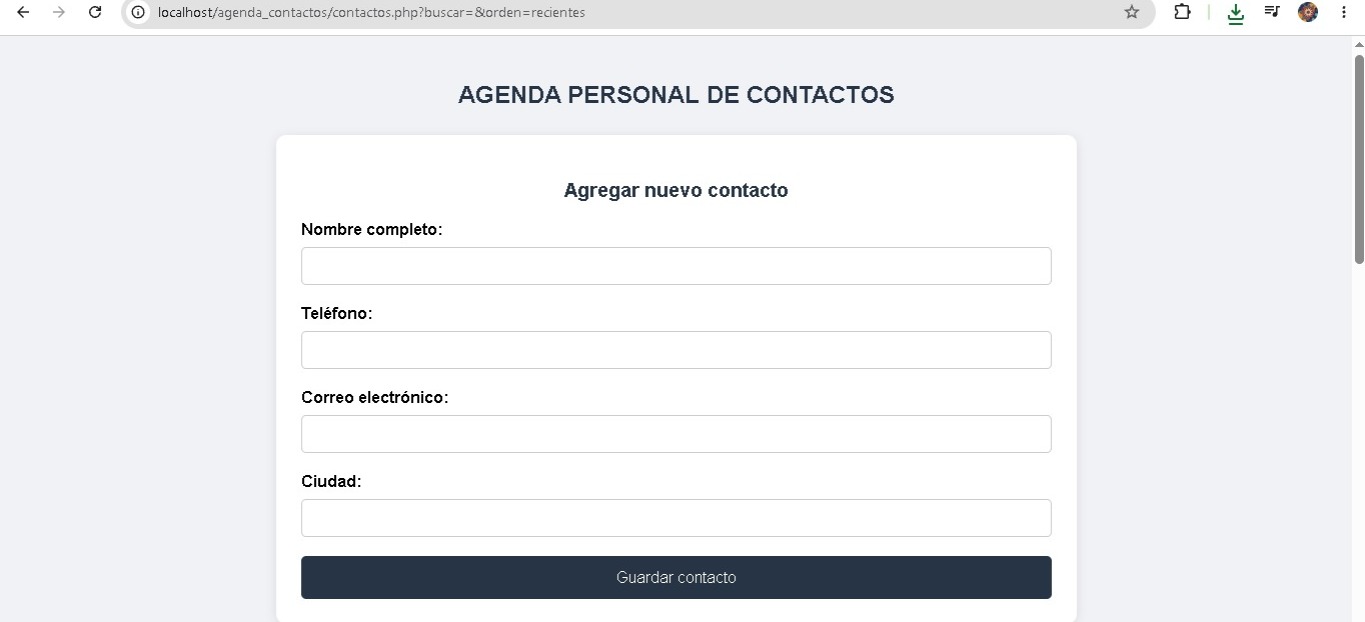 localhost/agenda_contactos/contactos.php?buscar=&orden=recientes
AGENDA PERSONAL DE CONTACTOS
Agregar nuevo contacto
Nombre completo:
Teléfono:
Correo electrónico:
Ciudad:
Guardar contacto